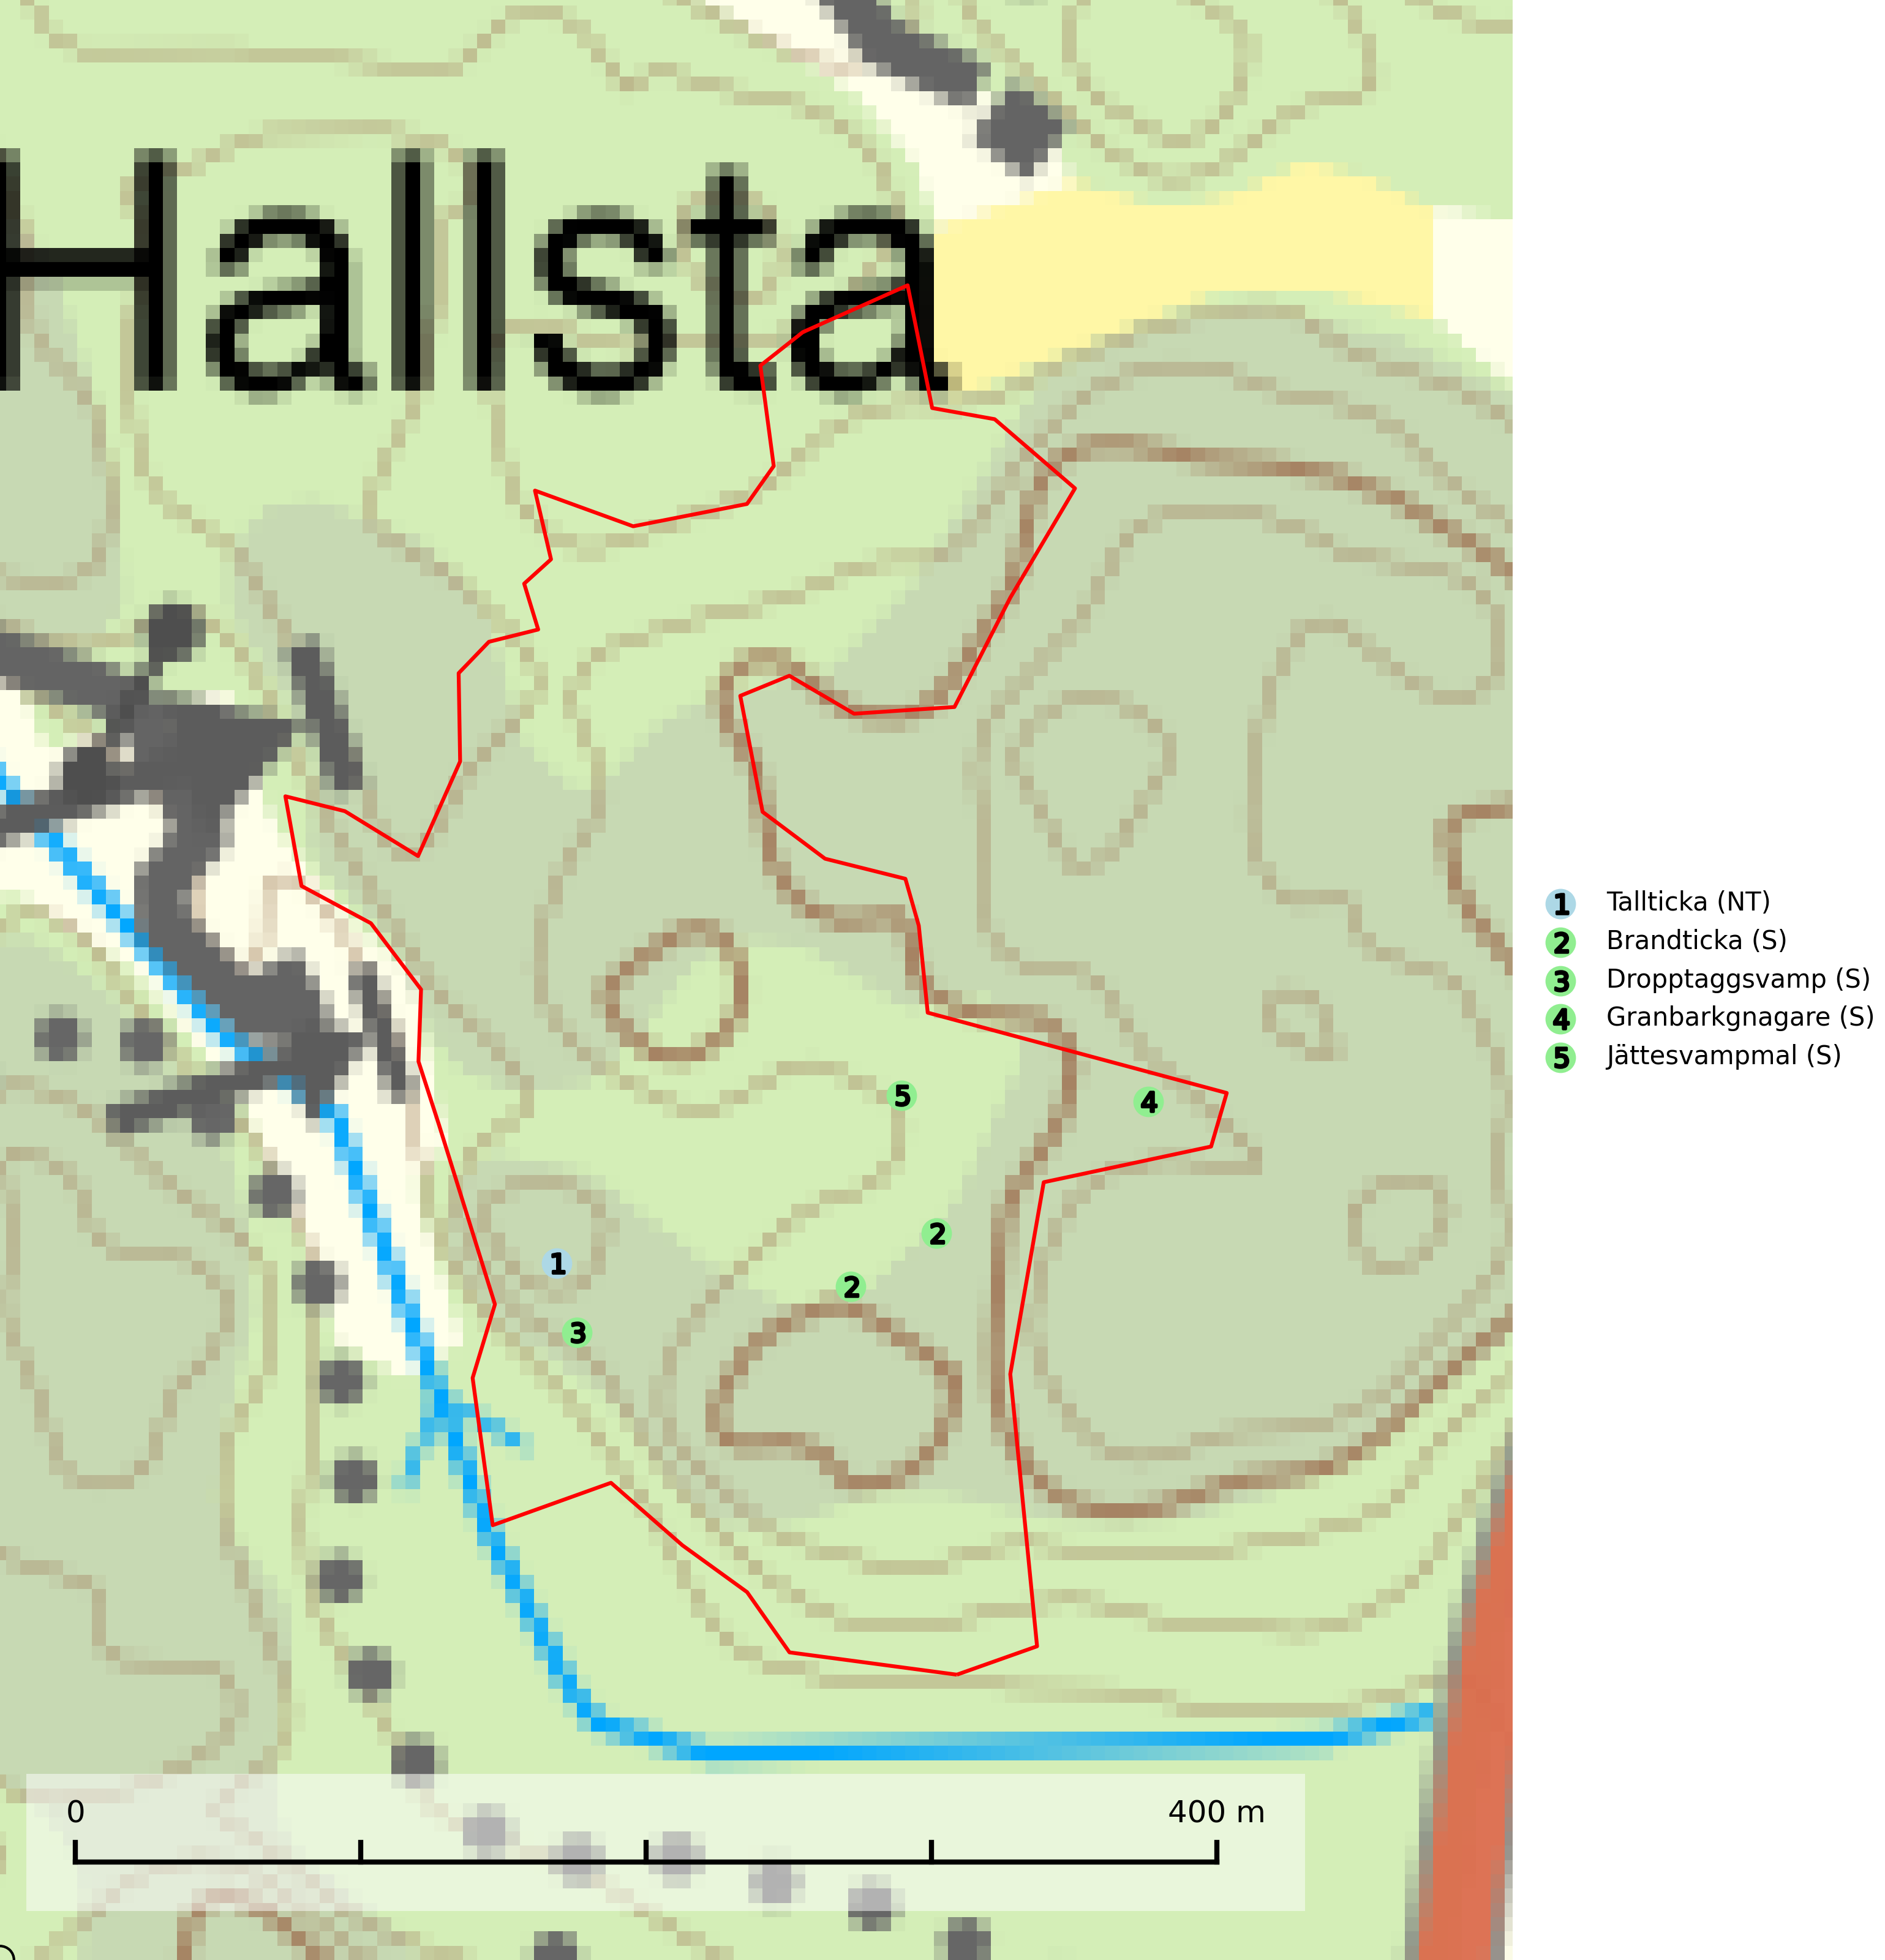 Hallsta
1 Tallticka (NT)
2 Brandticka (S)
3 Dropptaggsvamp (S)
4 Granbarkgnagare (S)
5 Jättesvampmal (S)
5
4
2
1
2
3
0 400 m